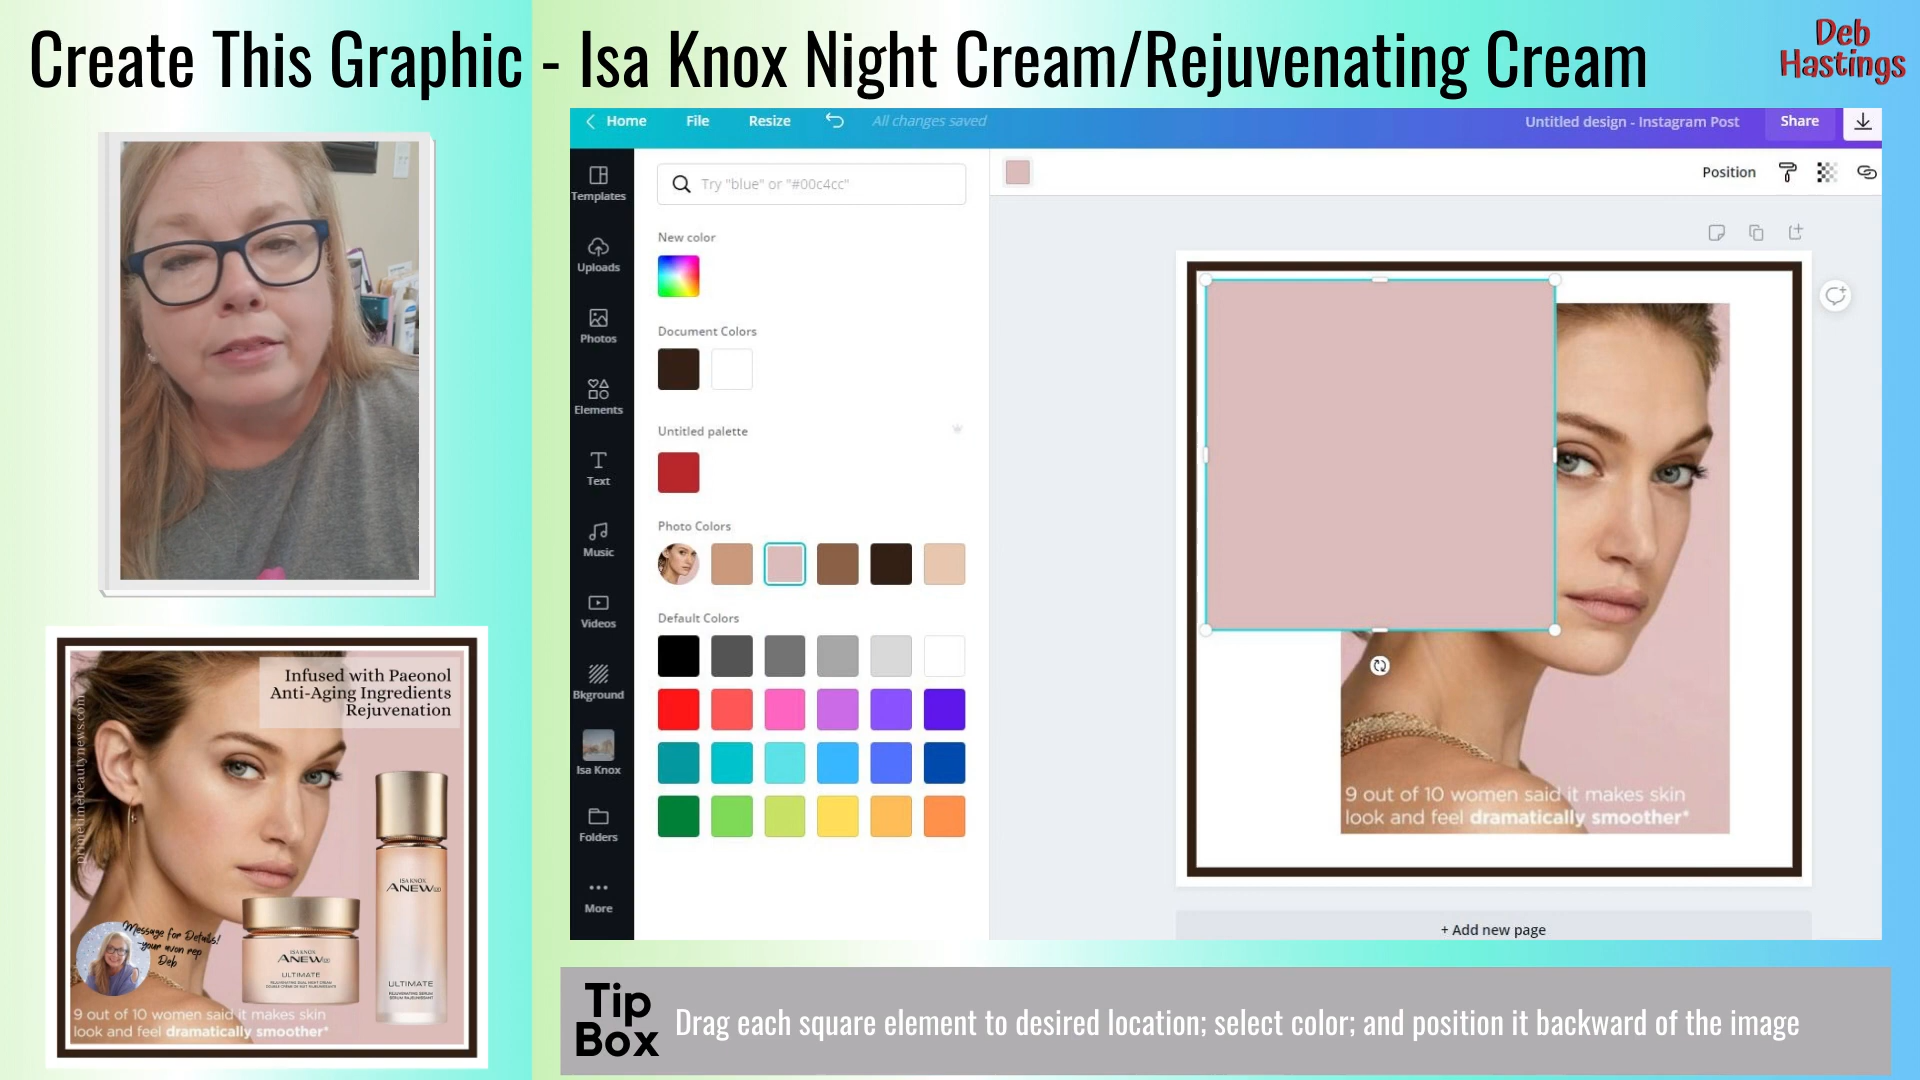 Create This Graphic - Isa Knox Night Cream/Rejuvenating Cream
Deb
Hastings
Home
File
Resize
All changes saved
Untitled design - Instagram Post
Share
Templates
Uploads
Photos
Elements
Text
Music
Videos
Bkground
Isa Knox
Folders
More
Try "blue" or "#00c4cc"
New color
Document Colors
Untitled palette
Photo Colors
Default Colors
Position
9 out of 10 women said it makes skin
look and feel dramatically smoother*
+ Add new page
Infused with Paeonol
Anti-Aging Ingredients
Rejuvenation
primetimebeautynews.com
ISA KNOX
ANEW
ULTIMATE
ISA KNOX
ANEW
ULTIMATE
Message for Details!
-your avon rep
Deb
9 out of 10 women said it makes skin
look and feel dramatically smoother*
Tip
Box
Drag each square element to desired location; select color; and position it backward of the image